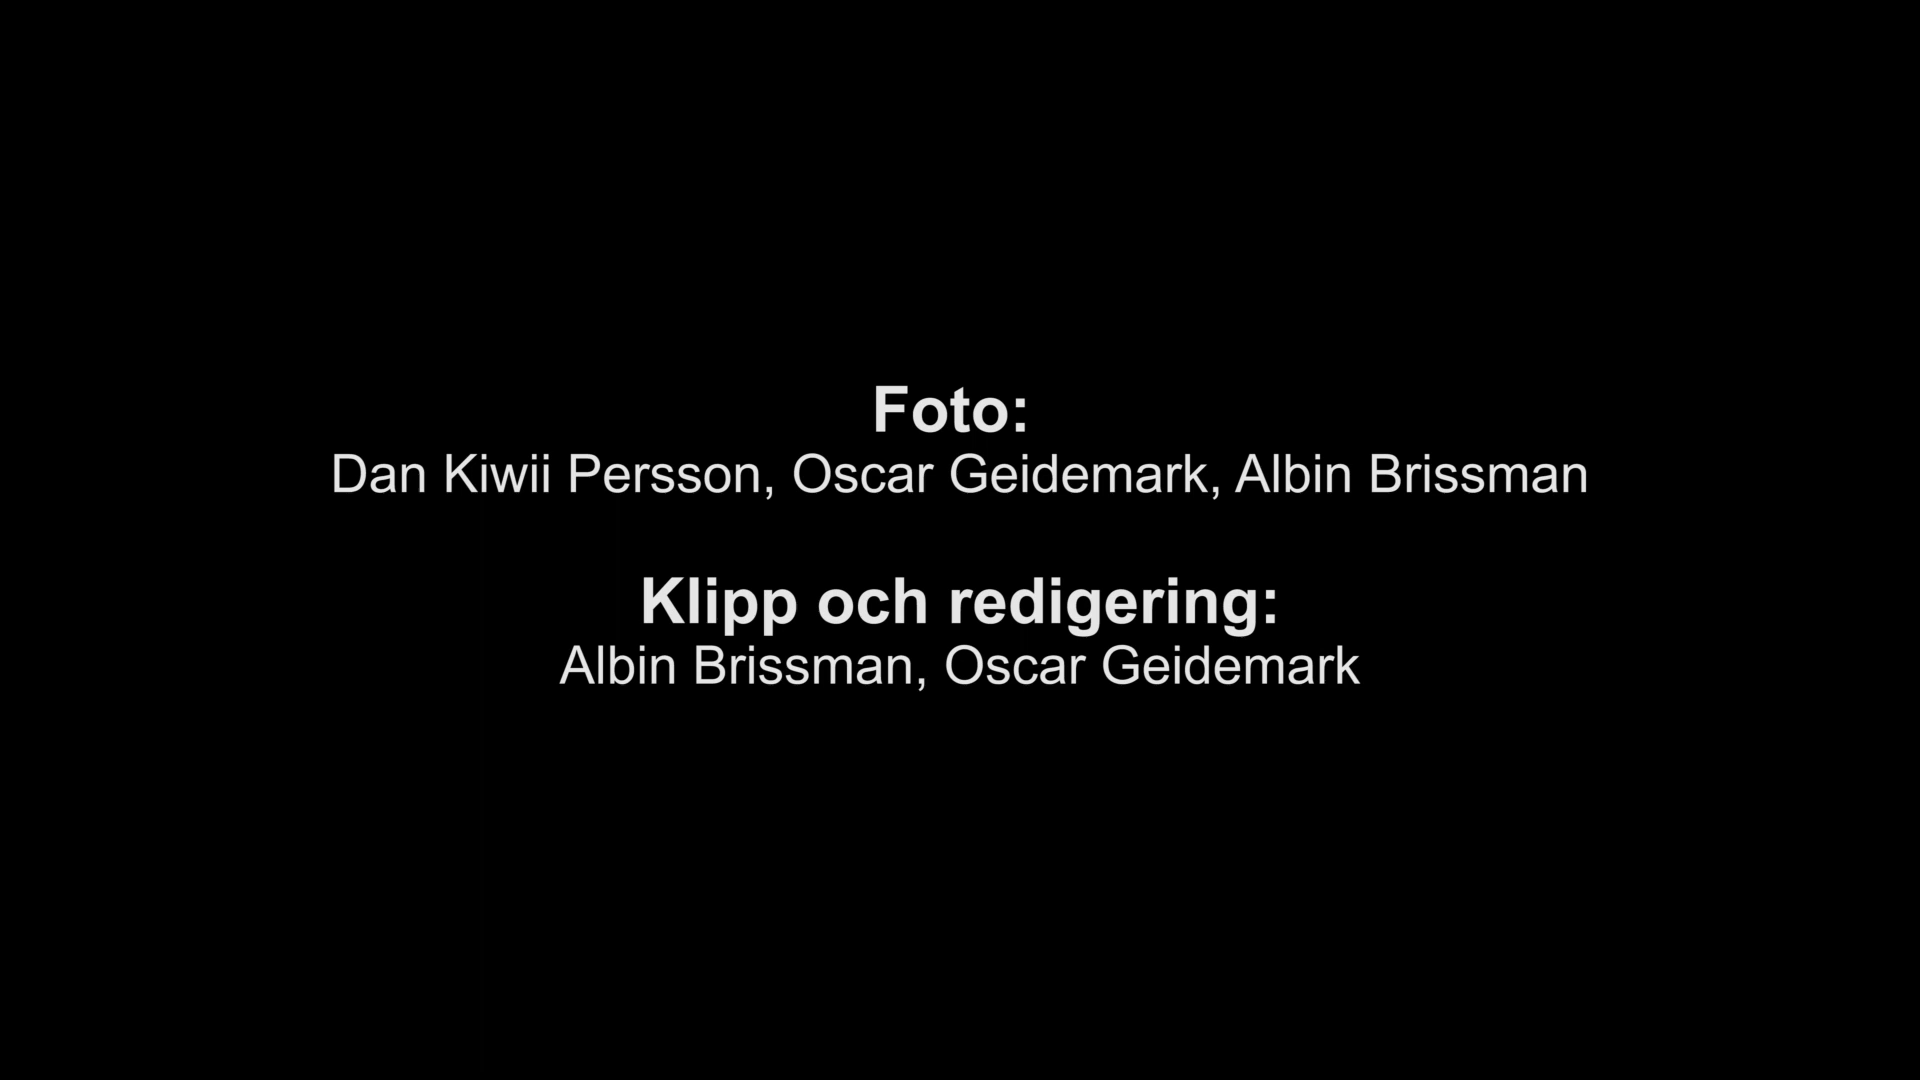 Foto:
Dan Kiwii Persson, Oscar Geidemark, Albin Brissman
Klipp och redigering:
Albin Brissman, Oscar Geidemark